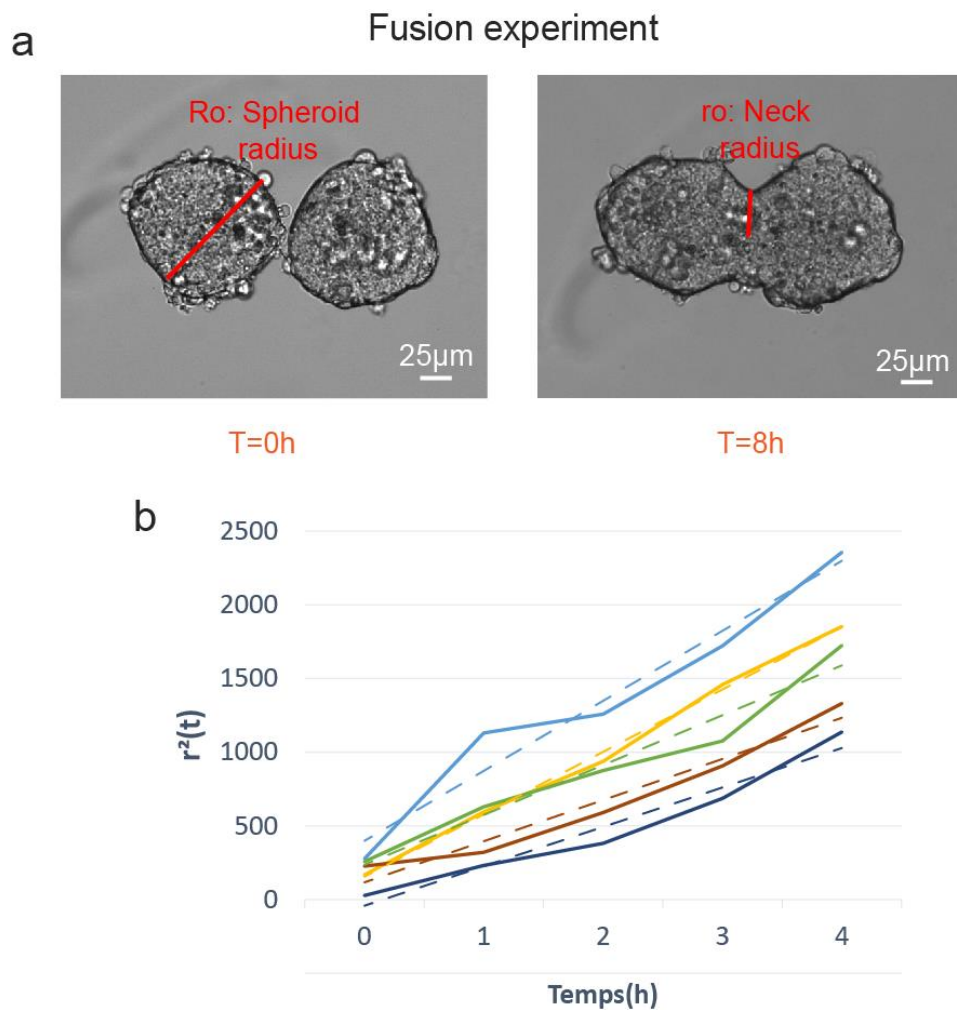 Fusion experiment
a
Ro: Spheroid
radius
25µm
T=0h
ro: Neck
radius
25µm
T=8h
b
r²(t)
2500
2000
1500
1000
500
0
0 1 2 3 4
Temps(h)